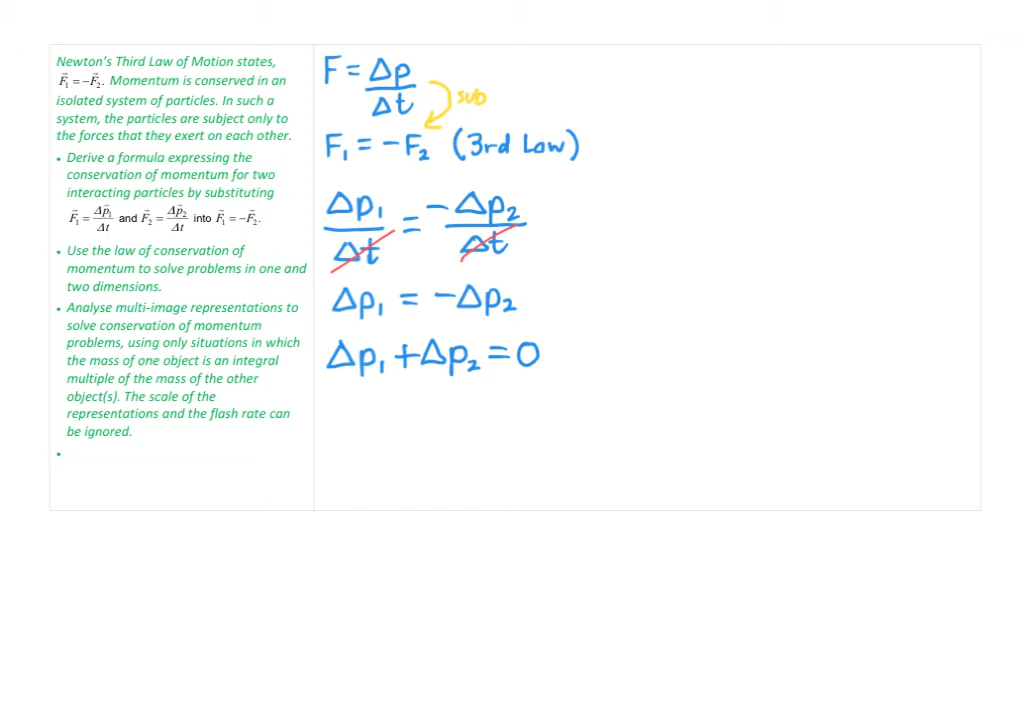 Newton's Third Law of Motion states,
F⃗₁ = −F⃗₂. Momentum is conserved in an
isolated system of particles. In such a
system, the particles are subject only to
the forces that they exert on each other.
• Derive a formula expressing the
conservation of momentum for two
interacting particles by substituting
F⃗₁ = Δp⃗₁/Δt and F⃗₂ = Δp⃗₂/Δt into F⃗₁ = −F⃗₂.
• Use the law of conservation of
momentum to solve problems in one and
two dimensions.
• Analyse multi-image representations to
solve conservation of momentum
problems, using only situations in which
the mass of one object is an integral
multiple of the mass of the other
object(s). The scale of the
representations and the flash rate can
be ignored.
•
F = Δp/Δt
sub
F₁ = −F₂ (3rd Law)
Δp₁/Δt = −Δp₂/Δt
Δp₁ = −Δp₂
Δp₁ + Δp₂ = 0